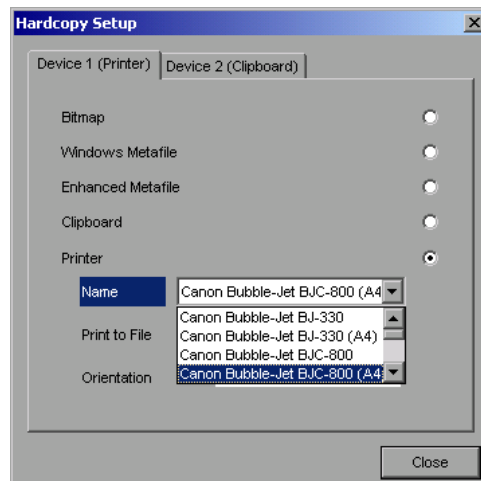 Hardcopy Setup
Device 1 (Printer) Device 2 (Clipboard)
Bitmap
Windows Metafile
Enhanced Metafile
Clipboard
Printer
Name Canon Bubble-Jet BJC-800 (A4
Canon Bubble-Jet BJ-330
Print to File Canon Bubble-Jet BJ-330 (A4)
Canon Bubble-Jet BJC-800
Orientation Canon Bubble-Jet BJC-800 (A4
Close